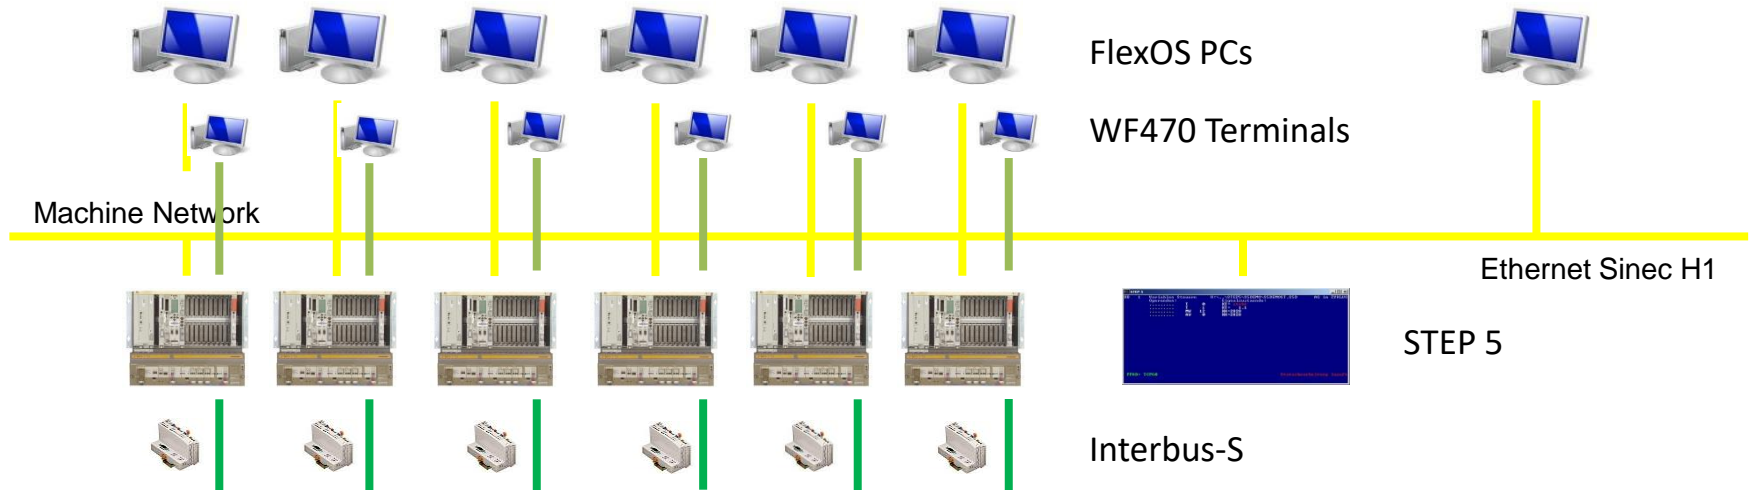 FlexOS PCs
WF470 Terminals
Machine Network
Ethernet Sinec H1
STEP 5
Interbus-S